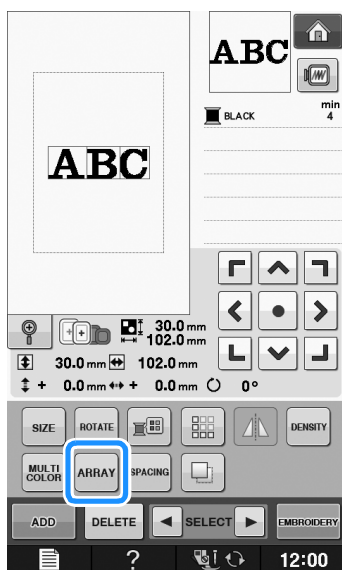 ABC
BLACK
min
4
ABC
30.0 mm
102.0 mm
30.0 mm 102.0 mm
+ 0.0 mm + 0.0 mm 0°
SIZE ROTATE DENSITY
MULTI COLOR ARRAY SPACING
ADD DELETE SELECT EMBROIDERY
? 12:00